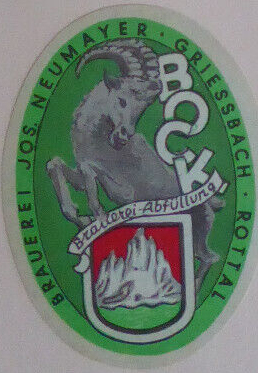 BRAUEREI JOS. NEUMAYER · GRIESSBACH · ROTTAL
BOCK
Brauerei-Abfüllung